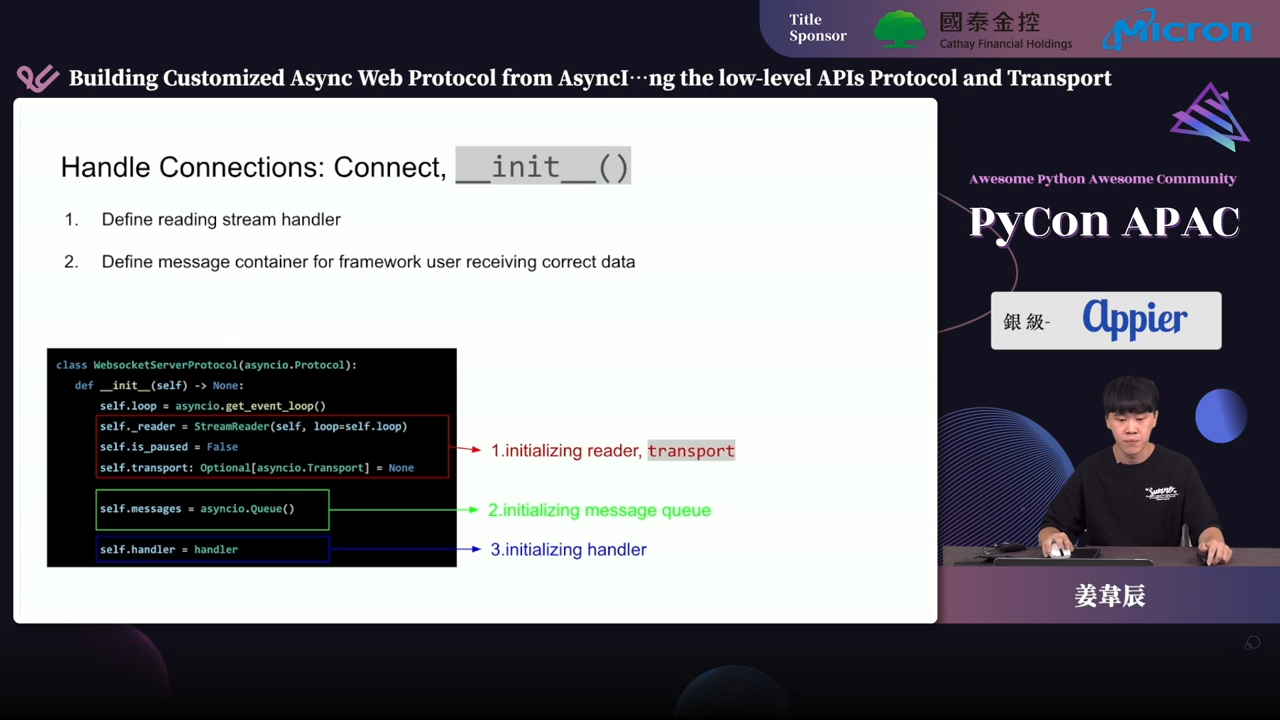 Title
Sponsor
國泰金控
Cathay Financial Holdings
Micron
Building Customized Async Web Protocol from AsyncI…ng the low-level APIs Protocol and Transport
Handle Connections: Connect, __init__()
1. Define reading stream handler
2. Define message container for framework user receiving correct data
class WebsocketServerProtocol(asyncio.Protocol):
def __init__(self) -> None:
self.loop = asyncio.get_event_loop()
self._reader = StreamReader(self, loop=self.loop)
self.is_paused = False
self.transport: Optional[asyncio.Transport] = None
self.messages = asyncio.Queue()
self.handler = handler
1.initializing reader, transport
2.initializing message queue
3.initializing handler
Awesome Python Awesome Community
PyCon APAC
銀 級- Appier
姜韋辰